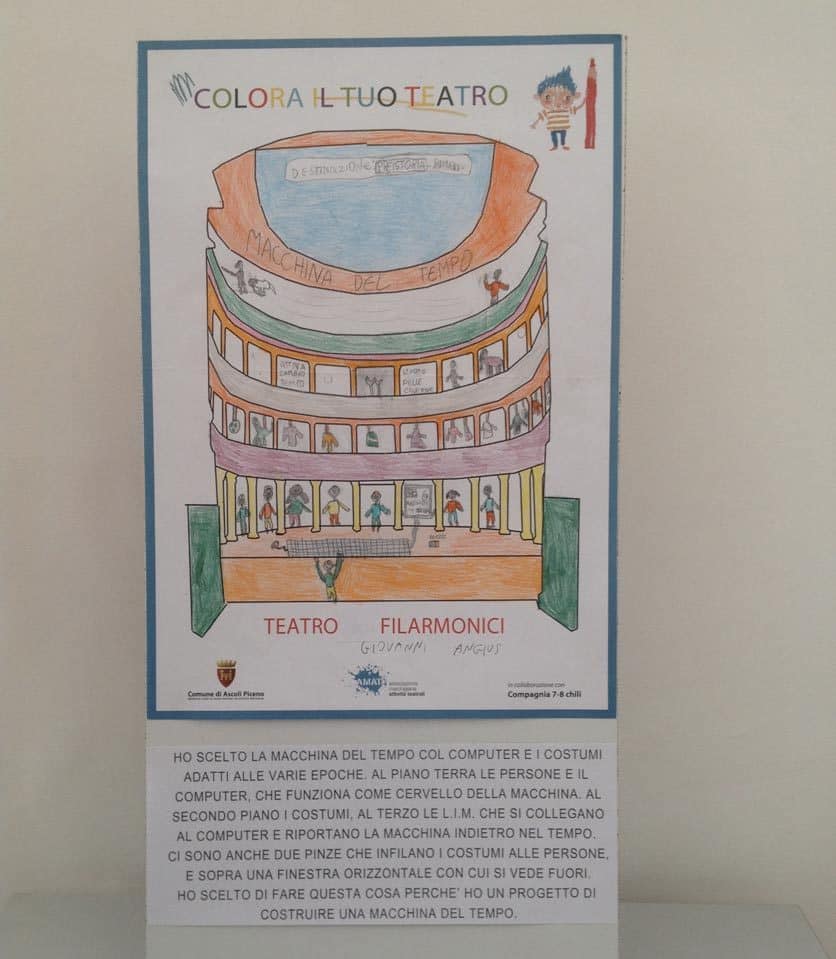 COLORA IL TUO TEATRO
DESTINAZIONE PREISTORIA
MACCHINA DEL TEMPO
TEATRO FILARMONICI
GIOVANNI ANGIUS
Comune di Ascoli Piceno
AMAT
associazione
marchigiana
attività teatrali
in collaborazione con
Compagnia 7-8 chili
HO SCELTO LA MACCHINA DEL TEMPO COL COMPUTER E I COSTUMI
ADATTI ALLE VARIE EPOCHE. AL PIANO TERRA LE PERSONE E IL
COMPUTER, CHE FUNZIONA COME CERVELLO DELLA MACCHINA. AL
SECONDO PIANO I COSTUMI, AL TERZO LE L.I.M. CHE SI COLLEGANO
AL COMPUTER E RIPORTANO LA MACCHINA INDIETRO NEL TEMPO.
CI SONO ANCHE DUE PINZE CHE INFILANO I COSTUMI ALLE PERSONE,
E SOPRA UNA FINESTRA ORIZZONTALE CON CUI SI VEDE FUORI.
HO SCELTO DI FARE QUESTA COSA PERCHE' HO UN PROGETTO DI
COSTRUIRE UNA MACCHINA DEL TEMPO.